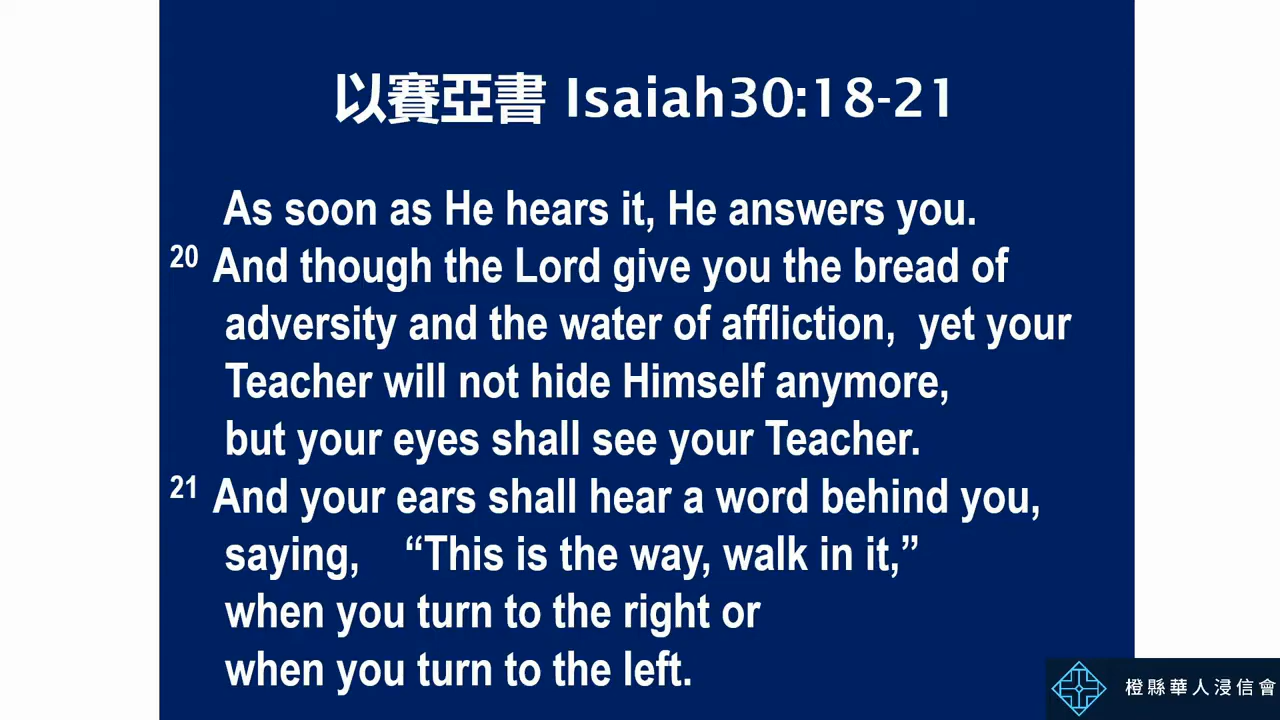 以賽亞書 Isaiah30:18-21
As soon as He hears it, He answers you.
20 And though the Lord give you the bread of
adversity and the water of affliction, yet your
Teacher will not hide Himself anymore,
but your eyes shall see your Teacher.
21 And your ears shall hear a word behind you,
saying, “This is the way, walk in it,”
when you turn to the right or
when you turn to the left.
橙縣華人浸信會